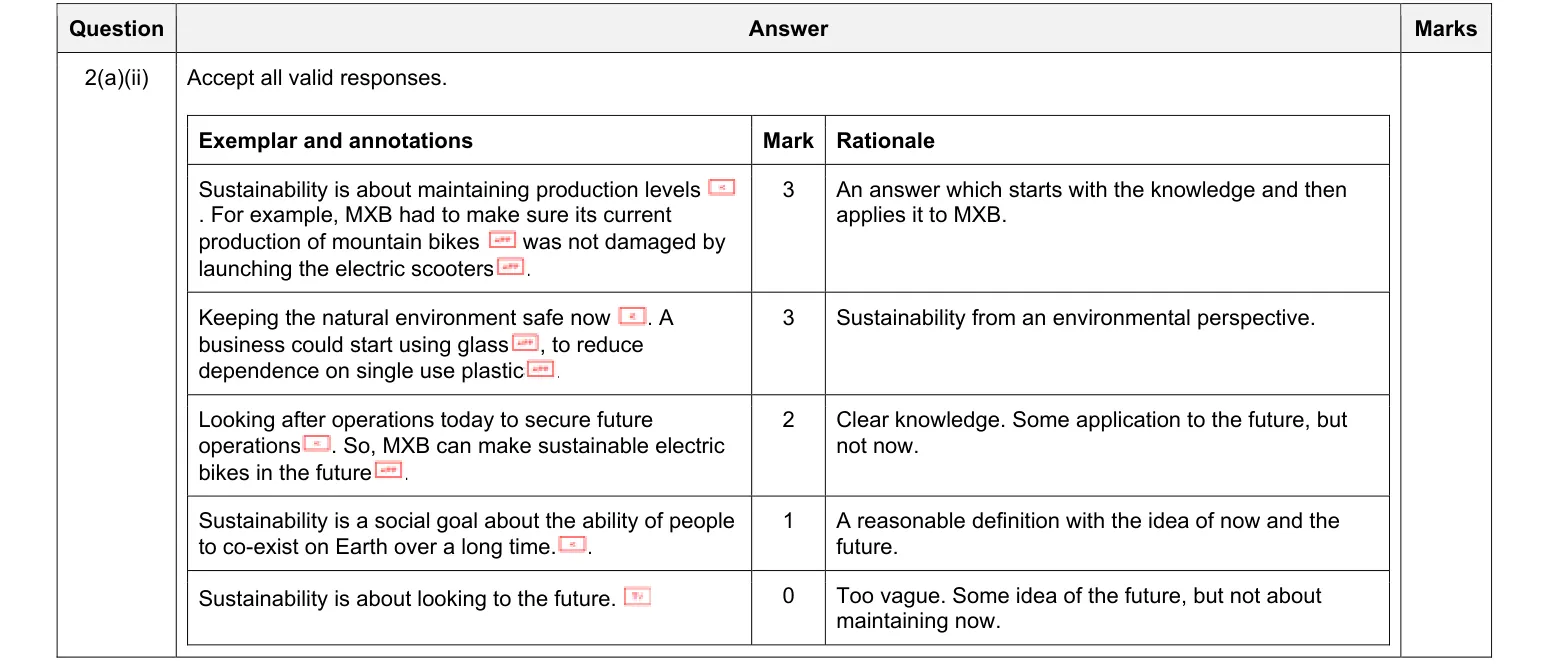 Question Answer Marks
2(a)(ii) Accept all valid responses.
Exemplar and annotations Mark Rationale
Sustainability is about maintaining production levels 3 An answer which starts with the knowledge and then
. For example, MXB had to make sure its current applies it to MXB.
production of mountain bikes was not damaged by
launching the electric scooters .
Keeping the natural environment safe now . A 3 Sustainability from an environmental perspective.
business could start using glass , to reduce
dependence on single use plastic .
Looking after operations today to secure future 2 Clear knowledge. Some application to the future, but
operations . So, MXB can make sustainable electric not now.
bikes in the future .
Sustainability is a social goal about the ability of people 1 A reasonable definition with the idea of now and the
to co-exist on Earth over a long time. . future.
Sustainability is about looking to the future. 0 Too vague. Some idea of the future, but not about
maintaining now.